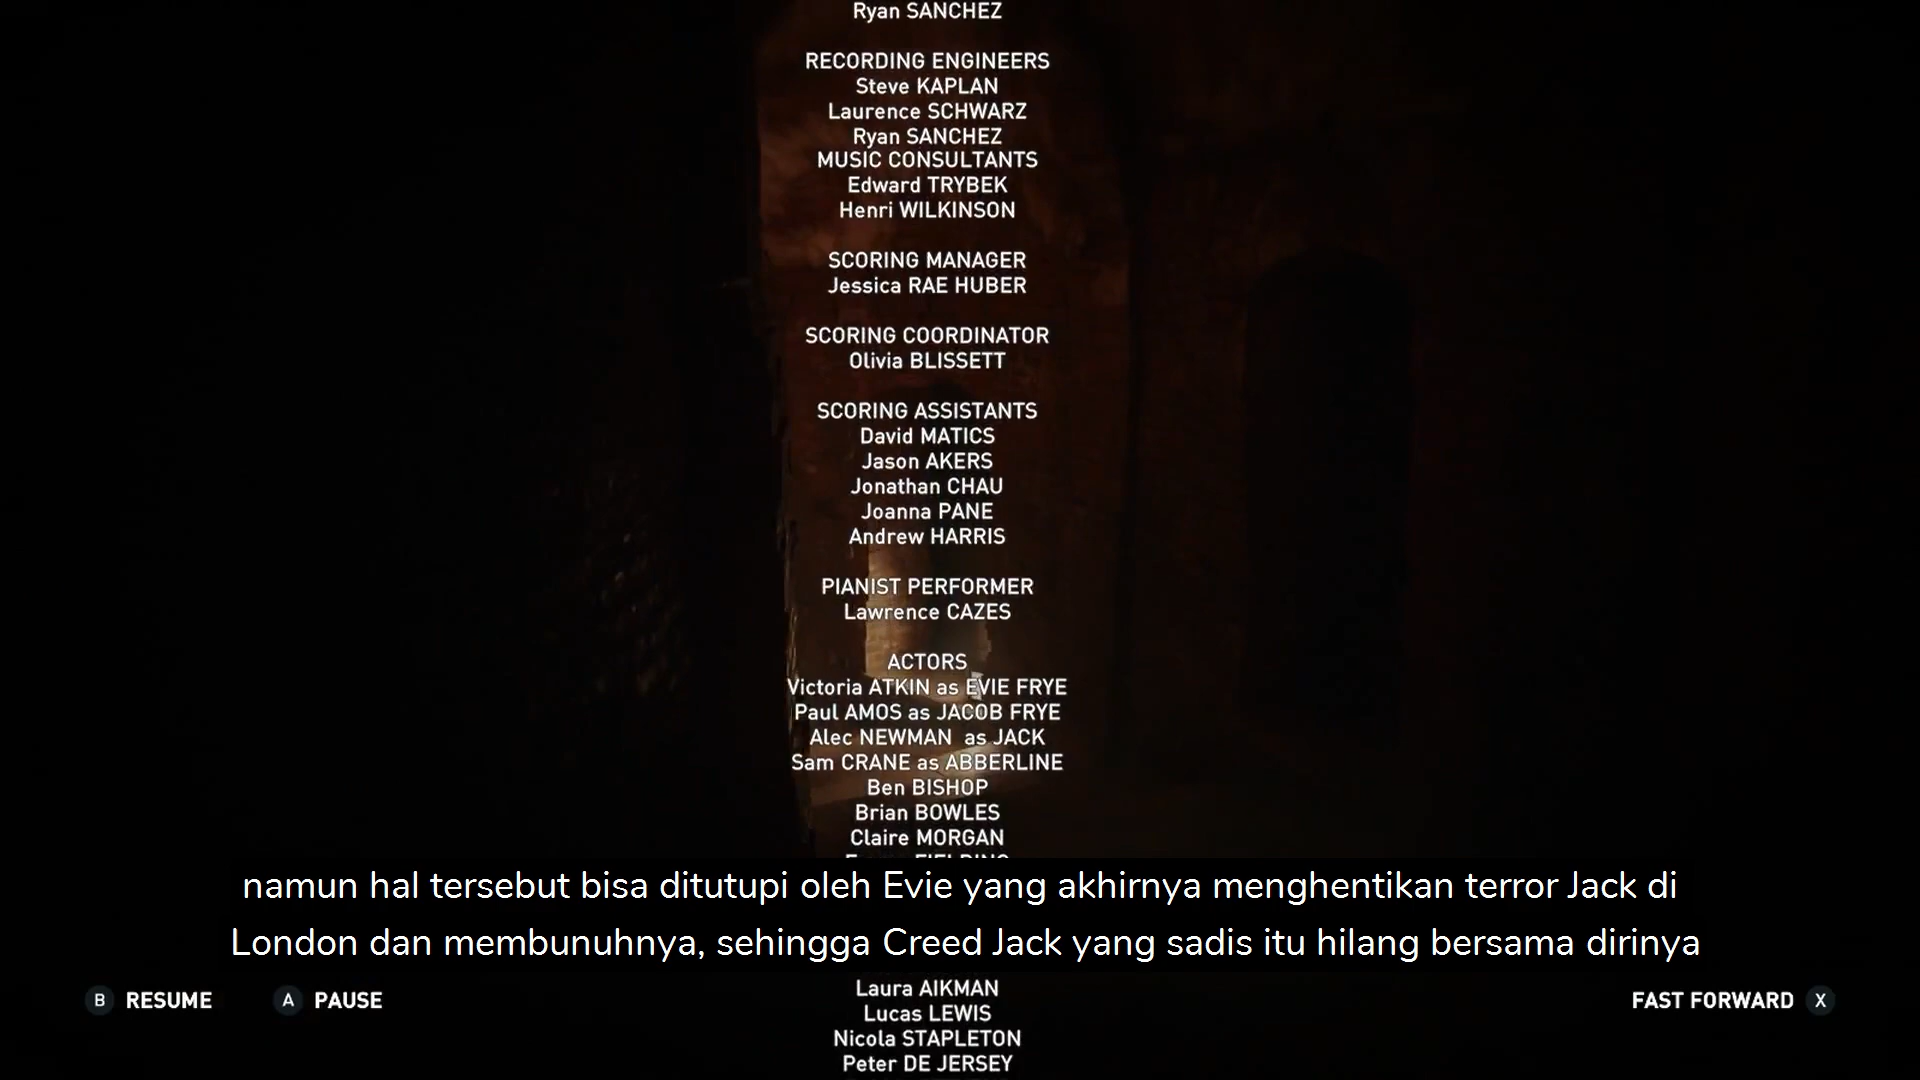 Ryan SANCHEZ
RECORDING ENGINEERS
Steve KAPLAN
Laurence SCHWARZ
Ryan SANCHEZ
MUSIC CONSULTANTS
Edward TRYBEK
Henri WILKINSON
SCORING MANAGER
Jessica RAE HUBER
SCORING COORDINATOR
Olivia BLISSETT
SCORING ASSISTANTS
David MATICS
Jason AKERS
Jonathan CHAU
Joanna PANE
Andrew HARRIS
PIANIST PERFORMER
Lawrence CAZES
ACTORS
Victoria ATKIN as EVIE FRYE
Paul AMOS as JACOB FRYE
Alec NEWMAN as JACK
Sam CRANE as ABBERLINE
Ben BISHOP
Brian BOWLES
Claire MORGAN
namun hal tersebut bisa ditutupi oleh Evie yang akhirnya menghentikan terror Jack di
London dan membunuhnya, sehingga Creed Jack yang sadis itu hilang bersama dirinya
Laura AIKMAN
Lucas LEWIS
Nicola STAPLETON
Peter DE JERSEY
B RESUME
A PAUSE
FAST FORWARD X